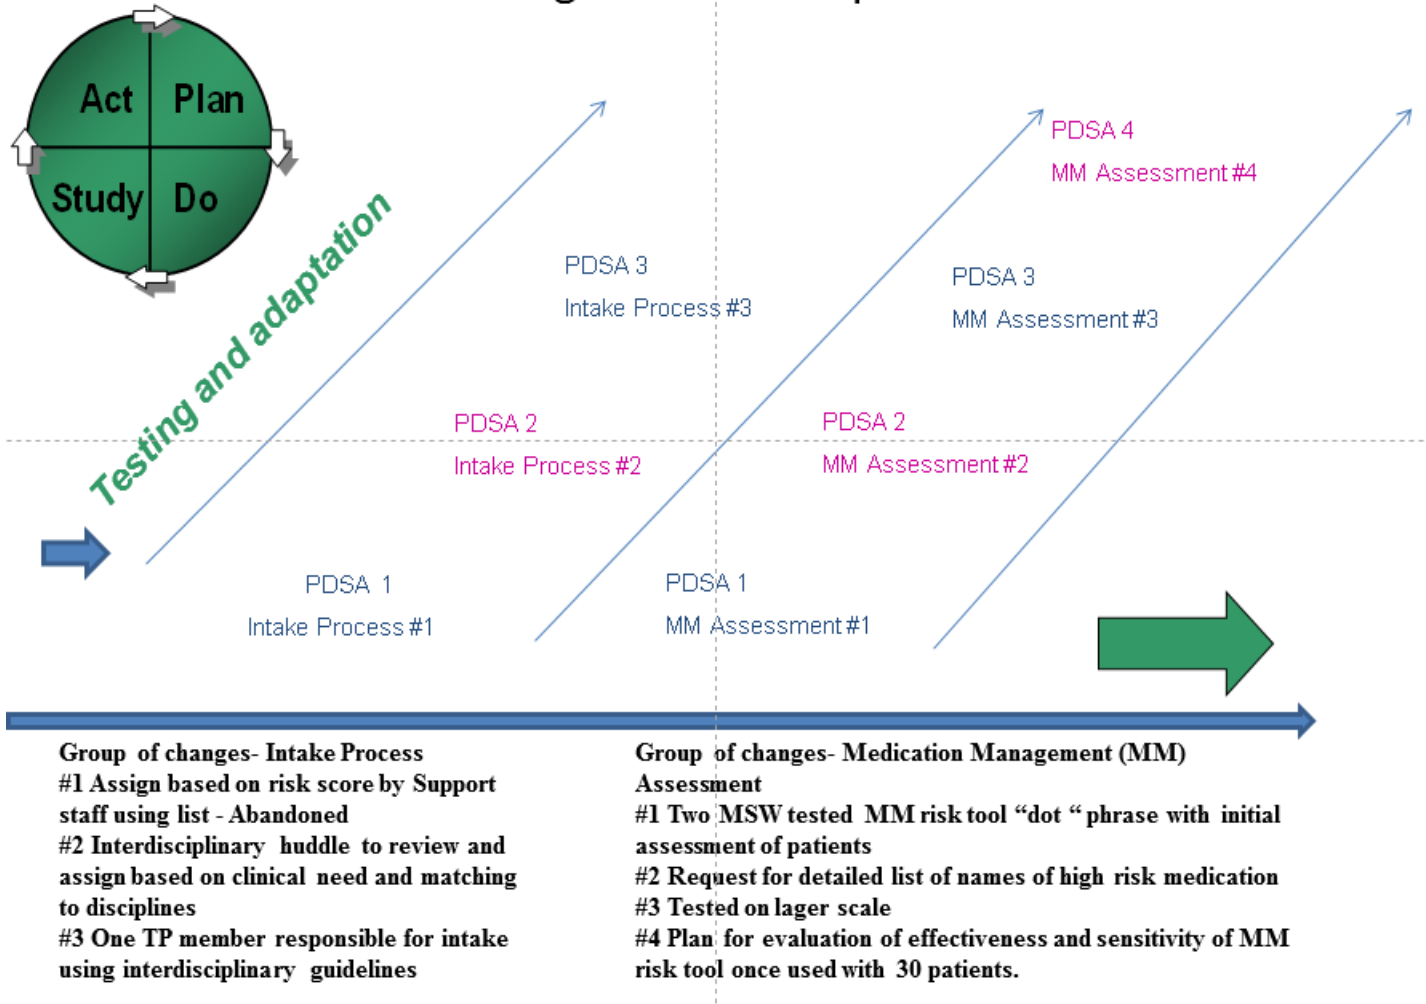 Act Plan
Study Do
Testing and adaptation
PDSA 4
MM Assessment #4
PDSA 3
Intake Process #3
PDSA 3
MM Assessment #3
PDSA 2
Intake Process #2
PDSA 2
MM Assessment #2
PDSA 1
Intake Process #1
PDSA 1
MM Assessment #1
Group of changes- Intake Process
#1 Assign based on risk score by Support
staff using list - Abandoned
#2 Interdisciplinary huddle to review and
assign based on clinical need and matching
to disciplines
#3 One TP member responsible for intake
using interdisciplinary guidelines
Group of changes- Medication Management (MM)
Assessment
#1 Two MSW tested MM risk tool “dot “ phrase with initial
assessment of patients
#2 Request for detailed list of names of high risk medication
#3 Tested on lager scale
#4 Plan for evaluation of effectiveness and sensitivity of MM
risk tool once used with 30 patients.